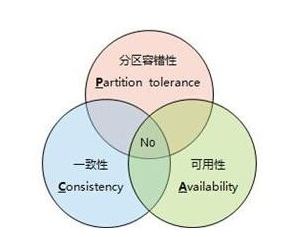 分区容错性
Partition tolerance
No
一致性
Consistency
可用性
Availability